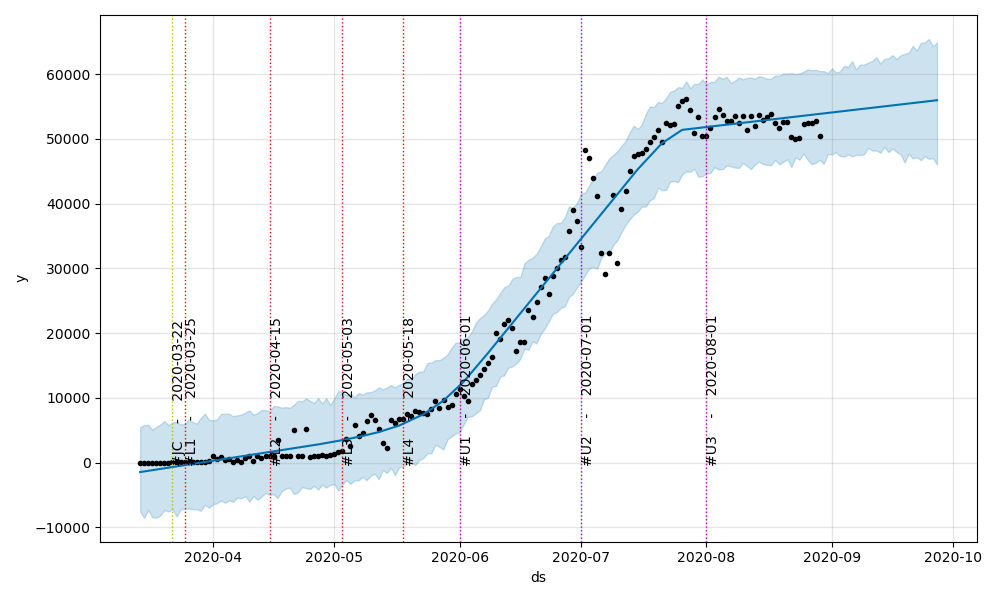 60000
50000
40000
30000
20000
10000
0
−10000
y
#JC - 2020-03-22
#L1 - 2020-03-25
#L2 - 2020-04-15
#L3 - 2020-05-03
#L4 - 2020-05-18
#U1 - 2020-06-01
#U2 - 2020-07-01
#U3 - 2020-08-01
2020-04
2020-05
2020-06
2020-07
2020-08
2020-09
2020-10
ds